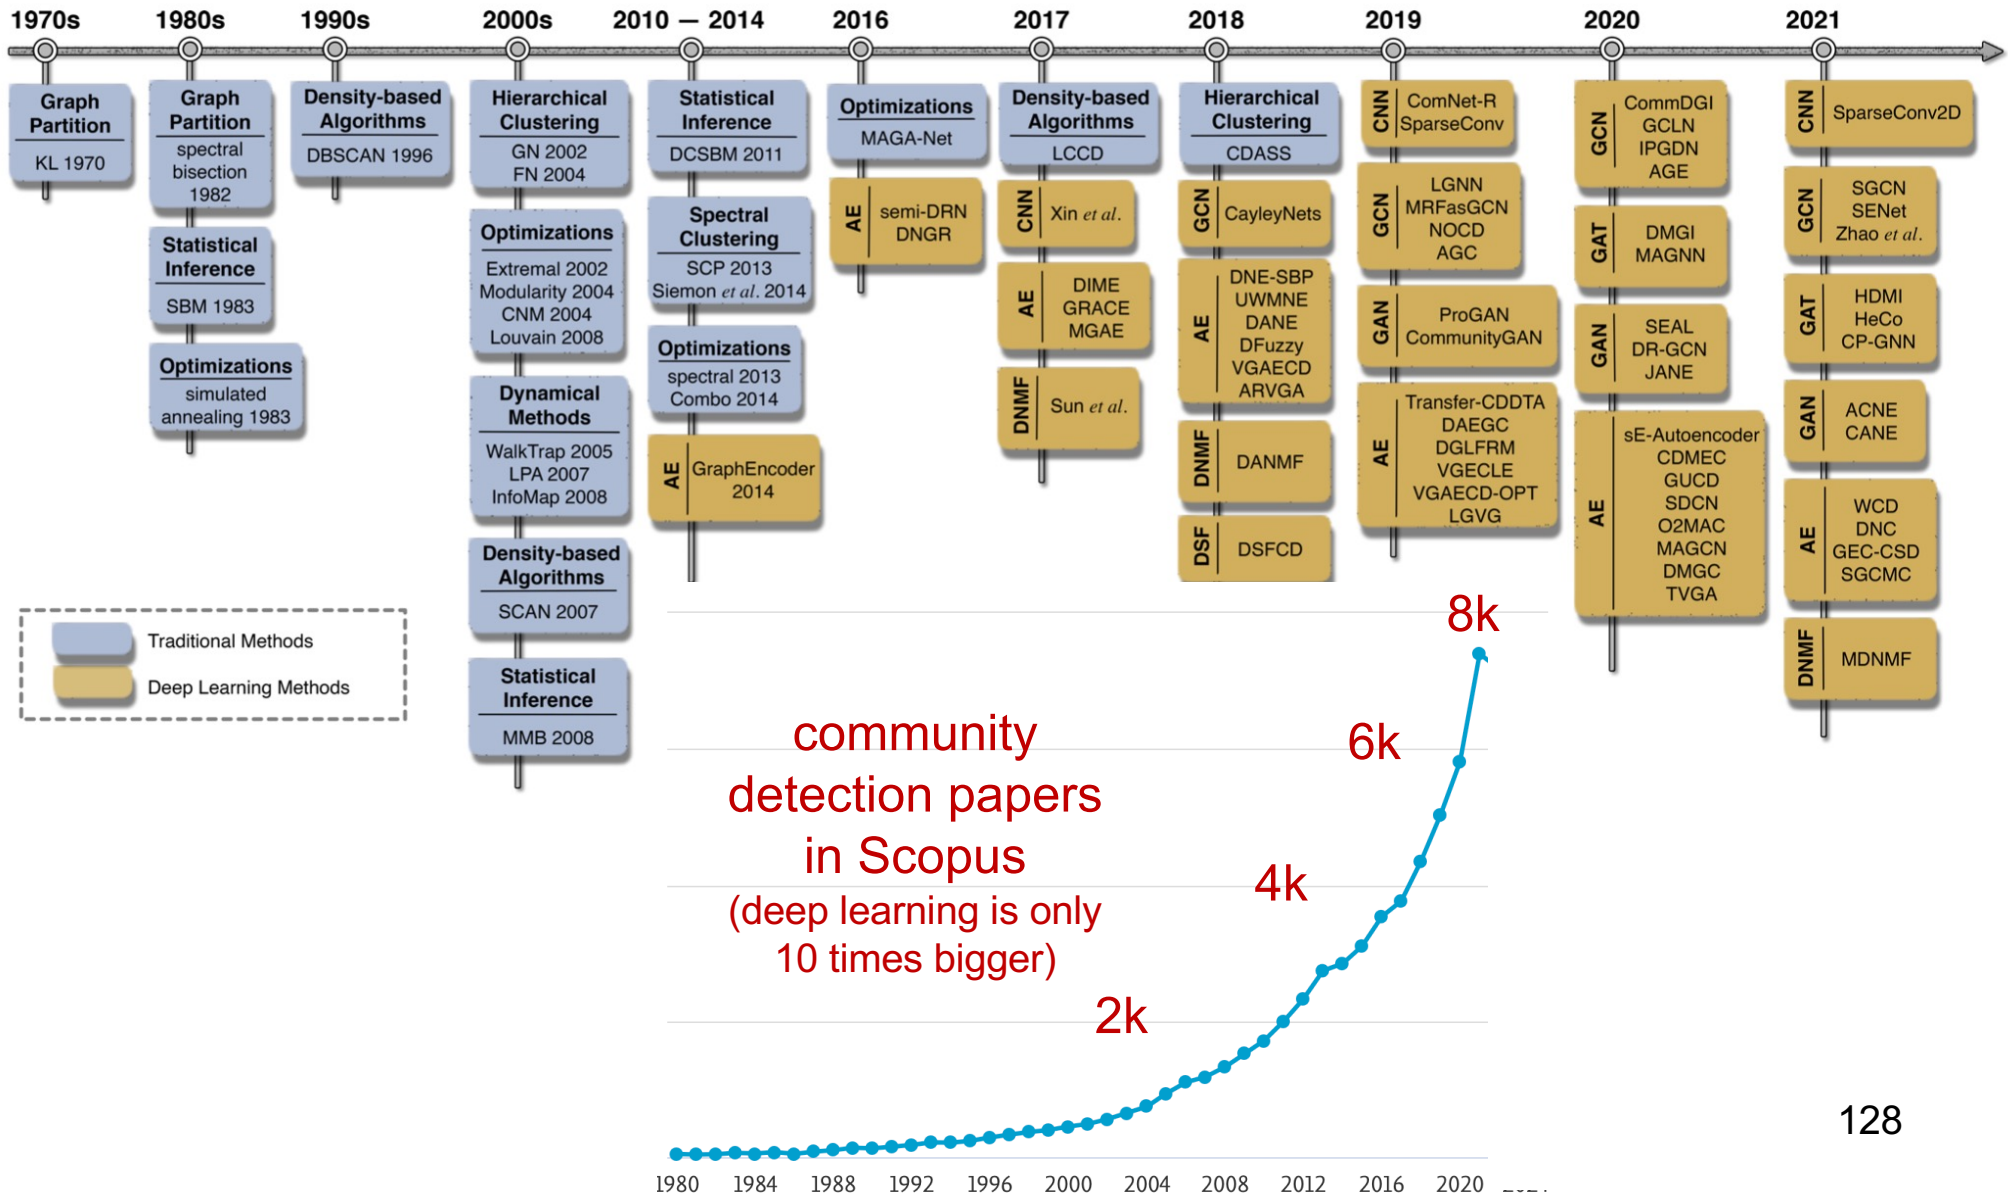 1970s
1980s
1990s
2000s
2010 — 2014
2016
2017
2018
2019
2020
2021
Graph
Partition
KL 1970
Graph
Partition
spectral
bisection
1982
Statistical
Inference
SBM 1983
Optimizations
simulated
annealing 1983
Density-based
Algorithms
DBSCAN 1996
Hierarchical
Clustering
GN 2002
FN 2004
Optimizations
Extremal 2002
Modularity 2004
CNM 2004
Louvain 2008
Dynamical
Methods
WalkTrap 2005
LPA 2007
InfoMap 2008
Density-based
Algorithms
SCAN 2007
Statistical
Inference
MMB 2008
Statistical
Inference
DCSBM 2011
Spectral
Clustering
SCP 2013
Siemon et al. 2014
Optimizations
spectral 2013
Combo 2014
AE
GraphEncoder
2014
Optimizations
MAGA-Net
AE
semi-DRN
DNGR
Density-based
Algorithms
LCCD
CNN
Xin et al.
AE
DIME
GRACE
MGAE
DNMF
Sun et al.
Hierarchical
Clustering
CDASS
GCN
CayleyNets
AE
DNE-SBP
UWMNE
DANE
DFuzzy
VGAECD
ARVGA
DNMF
DANMF
DSF
DSFCD
CNN
ComNet-R
SparseConv
GCN
LGNN
MRFasGCN
NOCD
AGC
GAN
ProGAN
CommunityGAN
AE
Transfer-CDDTA
DAEGC
DGLFRM
VGECLE
VGAECD-OPT
LGVG
GCN
CommDGI
GCLN
IPGDN
AGE
GAT
DMGI
MAGNN
GAN
SEAL
DR-GCN
JANE
AE
sE-Autoencoder
CDMEC
GUCD
SDCN
O2MAC
MAGCN
DMGC
TVGA
CNN
SparseConv2D
GCN
SGCN
SENet
Zhao et al.
GAT
HDMI
HeCo
CP-GNN
GAN
ACNE
CANE
AE
WCD
DNC
GEC-CSD
SGCMC
DNMF
MDNMF
Traditional Methods
Deep Learning Methods
community
detection papers
in Scopus
(deep learning is only
10 times bigger)
8k
6k
4k
2k
1980 1984 1988 1992 1996 2000 2004 2008 2012 2016 2020
128